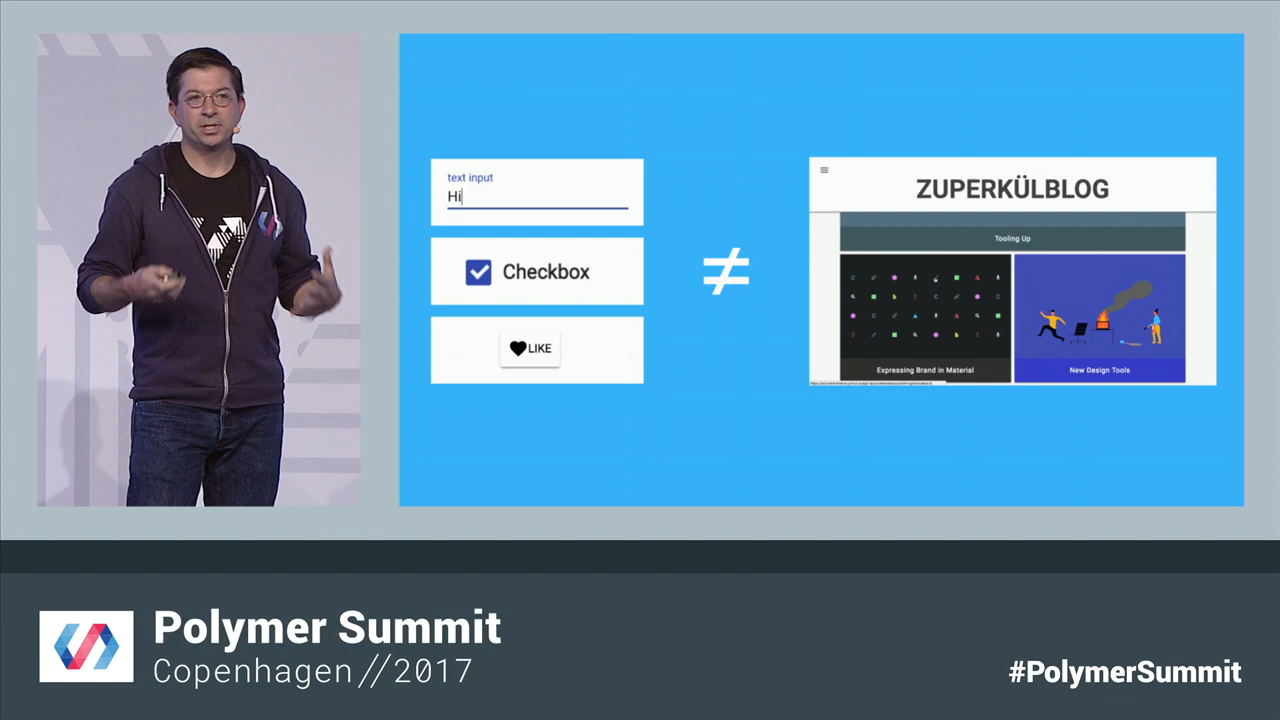 text input
Hi
Checkbox
LIKE
≠
ZUPERKÜLBLOG
Tooling Up
Expressing Brand in Material
New Design Tools
Polymer Summit
Copenhagen//2017
#PolymerSummit